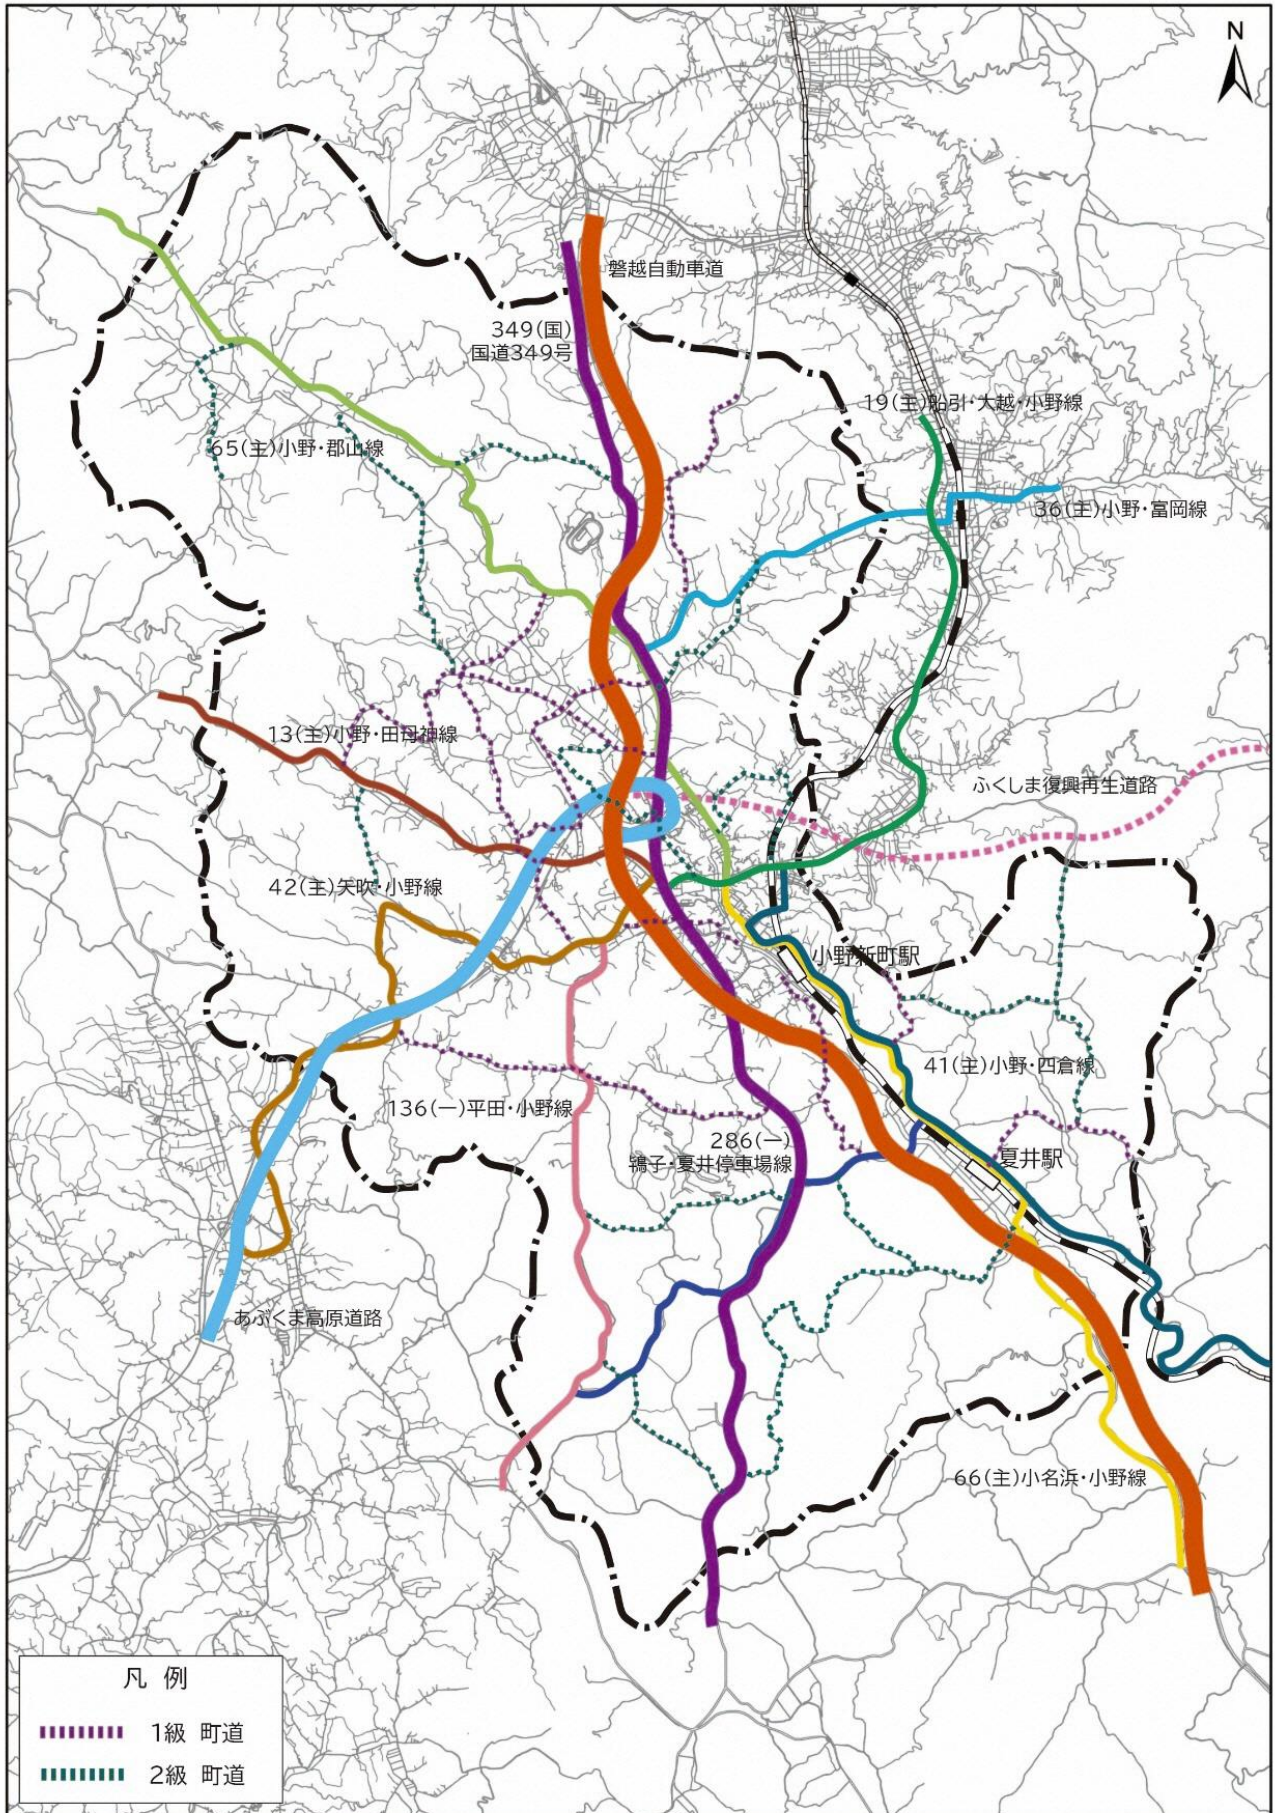 N
磐越自動車道
349(国)
国道349号
19(主)船引・大越・小野線
65(主)小野・郡山線
36(主)小野・富岡線
13(主)小野・田母神線
ふくしま復興再生道路
42(主)矢吹・小野線
小野新町駅
41(主)小野・四倉線
136(一)平田・小野線
286(一)
鴇子・夏井停車場線
夏井駅
あぶくま高原道路
66(主)小名浜・小野線
凡 例
1級 町道
2級 町道